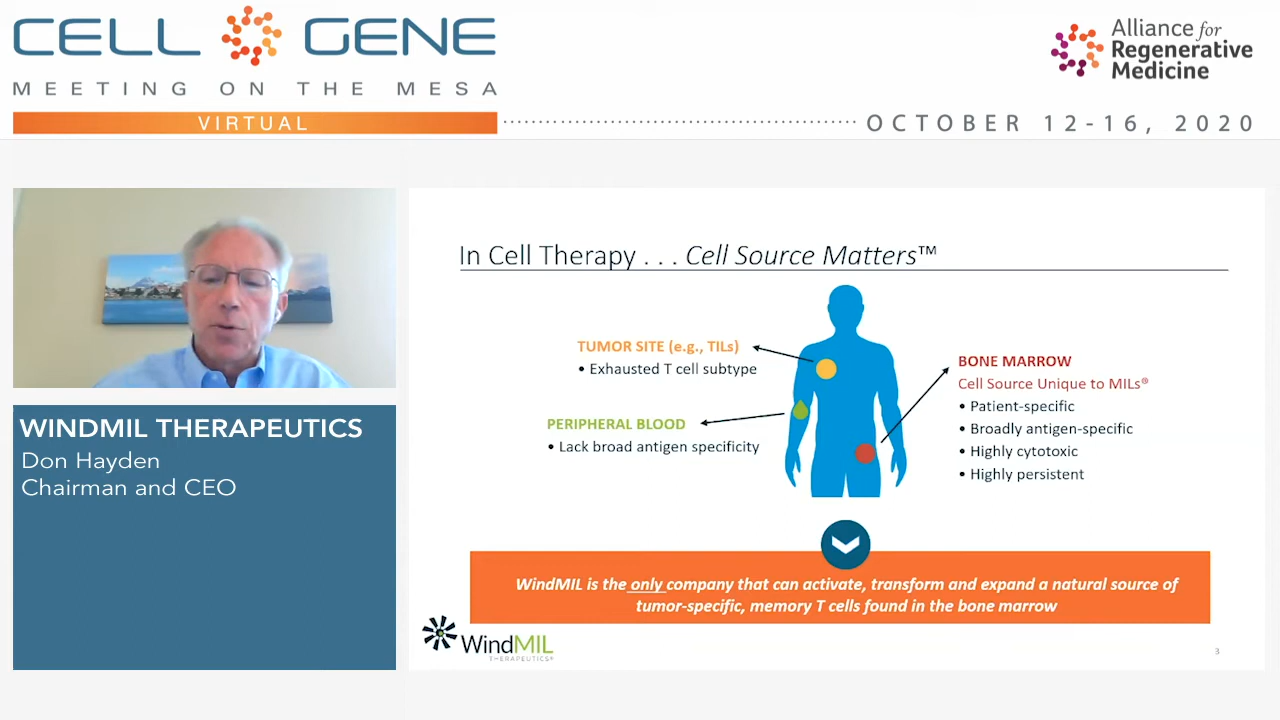 CELL GENE
MEETING ON THE MESA
VIRTUAL
Alliance for
Regenerative
Medicine
OCTOBER 12-16, 2020
WINDMIL THERAPEUTICS
Don Hayden
Chairman and CEO
In Cell Therapy . . . Cell Source Matters™
TUMOR SITE (e.g., TILs)
• Exhausted T cell subtype
PERIPHERAL BLOOD
• Lack broad antigen specificity
BONE MARROW
Cell Source Unique to MILs®
• Patient-specific
• Broadly antigen-specific
• Highly cytotoxic
• Highly persistent
WindMIL is the only company that can activate, transform and expand a natural source of
tumor-specific, memory T cells found in the bone marrow
WindMIL
THERAPEUTICS®
3